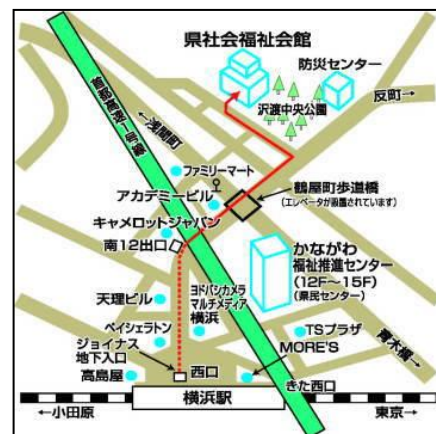 県社会福祉会館
防災センター
沢渡中央公園
反町→
←浅間町
ファミリーマート
アカデミービル
鶴屋町歩道橋
(エレベータが設置されています)
キャメロットジャパン
南12出口
かながわ
福祉推進センター
(12F～15F)
(県民センター)
天理ビル
ヨドバシカメラ
マルチメディア
横浜
ベイシェラトン
ジョイナス
地下入口
TSプラザ
MORE'S
青木橋→
高島屋
西口
きた西口
横浜駅
←小田原
東京→